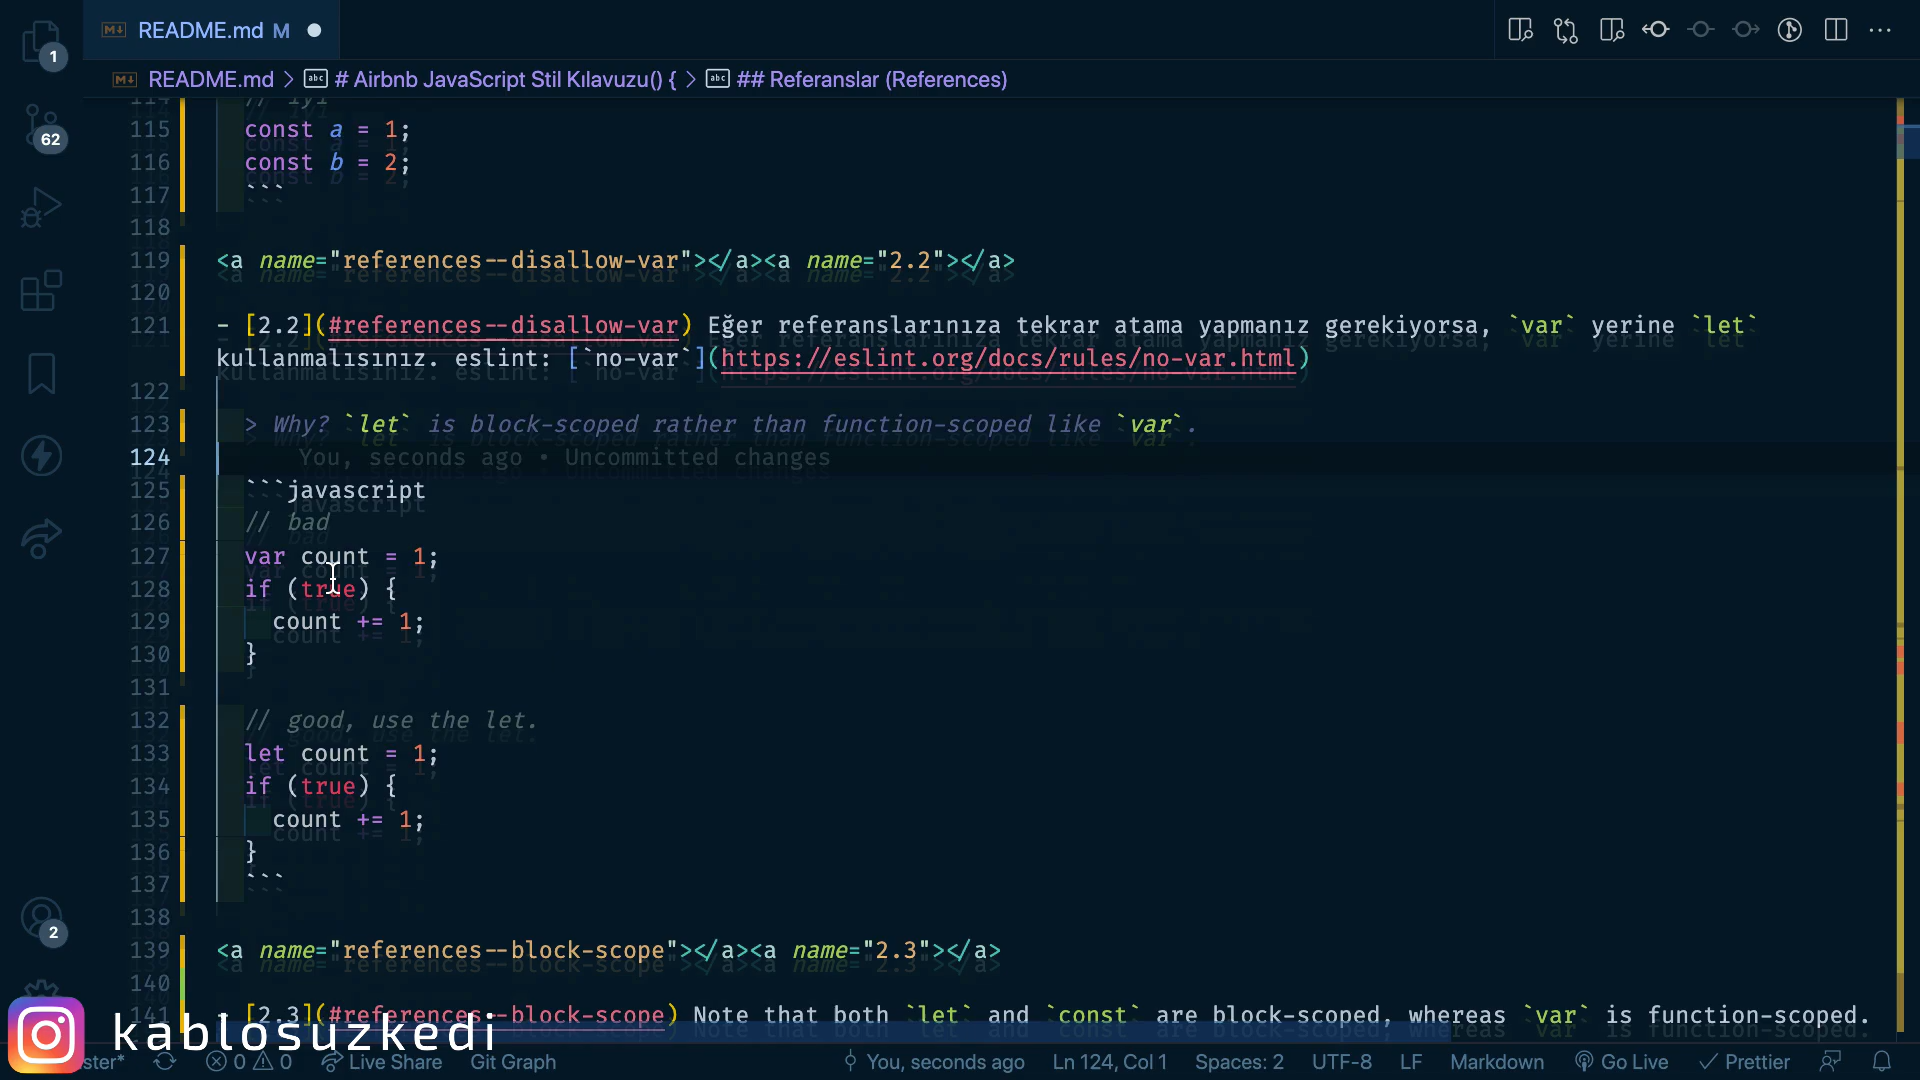 README.md M
1
README.md > # Airbnb JavaScript Stil Kılavuzu() { > ## Referanslar (References)
114 // iyi
115 const a = 1;
116 const b = 2;
117 ```
118
119 <a name="references--disallow-var"></a><a name="2.2"></a>
120
121 - [2.2](#references--disallow-var) Eğer referanslarınıza tekrar atama yapmanız gerekiyorsa, `var` yerine `let`
kullanmalısınız. eslint: [`no-var`](https://eslint.org/docs/rules/no-var.html)
122
123 > Why? `let` is block-scoped rather than function-scoped like `var`.
124 You, seconds ago • Uncommitted changes
125 ```javascript
126 // bad
127 var count = 1;
128 if (true) {
129 count += 1;
130 }
131
132 // good, use the let.
133 let count = 1;
134 if (true) {
135 count += 1;
136 }
137 ```
138
139 <a name="references--block-scope"></a><a name="2.3"></a>
140
141 - [2.3](#references--block-scope) Note that both `let` and `const` are block-scoped, whereas `var` is function-scoped.
62
2
kablosuzkedi
ster* 0 0 Live Share Git Graph You, seconds ago Ln 124, Col 1 Spaces: 2 UTF-8 LF Markdown Go Live Prettier